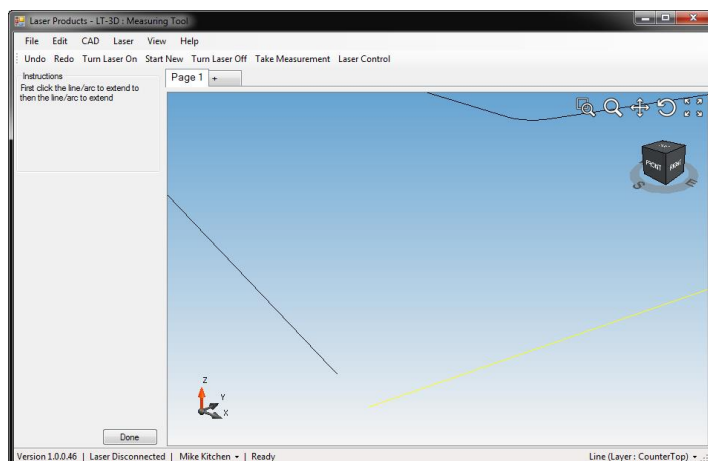 Laser Products - LT-3D : Measuring Tool
File Edit CAD Laser View Help
Undo Redo Turn Laser On Start New Turn Laser Off Take Measurement Laser Control
Instructions
First click the line/arc to extend to
then the line/arc to extend
Page 1 +
FRONT RIGHT
S E
Z
Y
X
Done
Version 1.0.0.46 | Laser Disconnected | Mike Kitchen | Ready
Line (Layer : CounterTop)